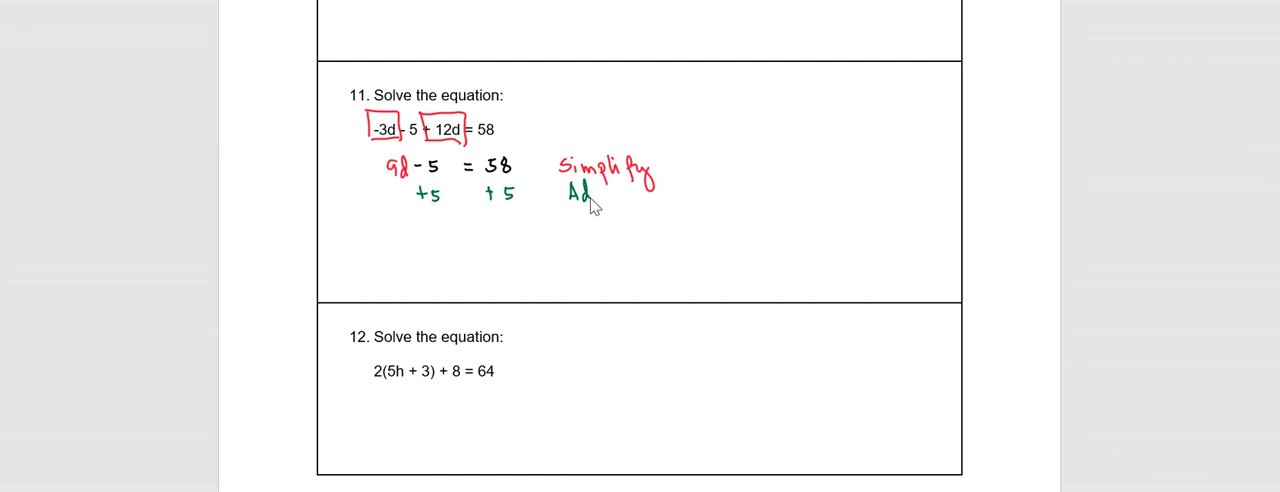 11. Solve the equation:
-3d - 5 + 12d = 58
9d - 5 = 58 Simplify
+5 + 5 Ad
12. Solve the equation:
2(5h + 3) + 8 = 64